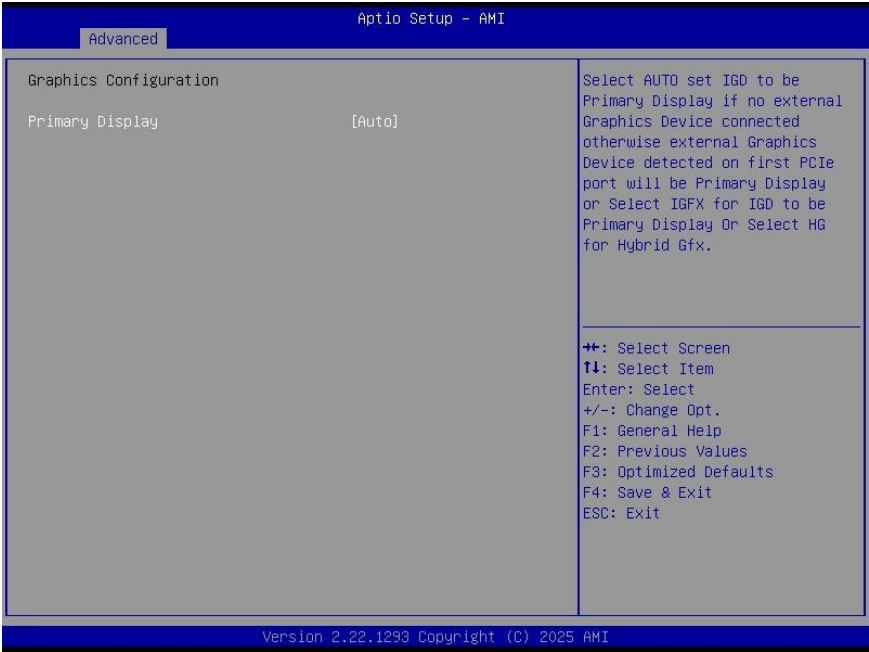 Aptio Setup – AMI
Advanced
Graphics Configuration
Primary Display [Auto]
Select AUTO set IGD to be
Primary Display if no external
Graphics Device connected
otherwise external Graphics
Device detected on first PCIe
port will be Primary Display
or Select IGFX for IGD to be
Primary Display Or Select HG
for Hybrid Gfx.
→←: Select Screen
↑↓: Select Item
Enter: Select
+/-: Change Opt.
F1: General Help
F2: Previous Values
F3: Optimized Defaults
F4: Save & Exit
ESC: Exit
Version 2.22.1293 Copyright (C) 2025 AMI